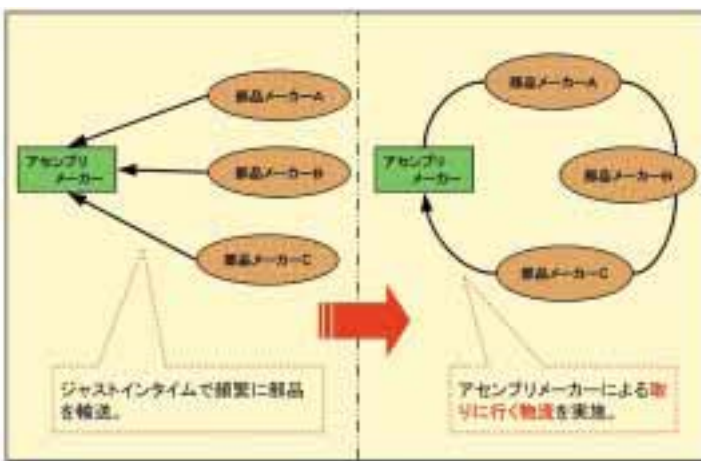 部品メーカーA
アセンブリ
メーカー
部品メーカーB
部品メーカーC
ジャストインタイムで頻繁に部品
を輸送。
部品メーカーA
アセンブリ
メーカー
部品メーカーB
部品メーカーC
アセンブリメーカーによる取
りに行く物流を実施。